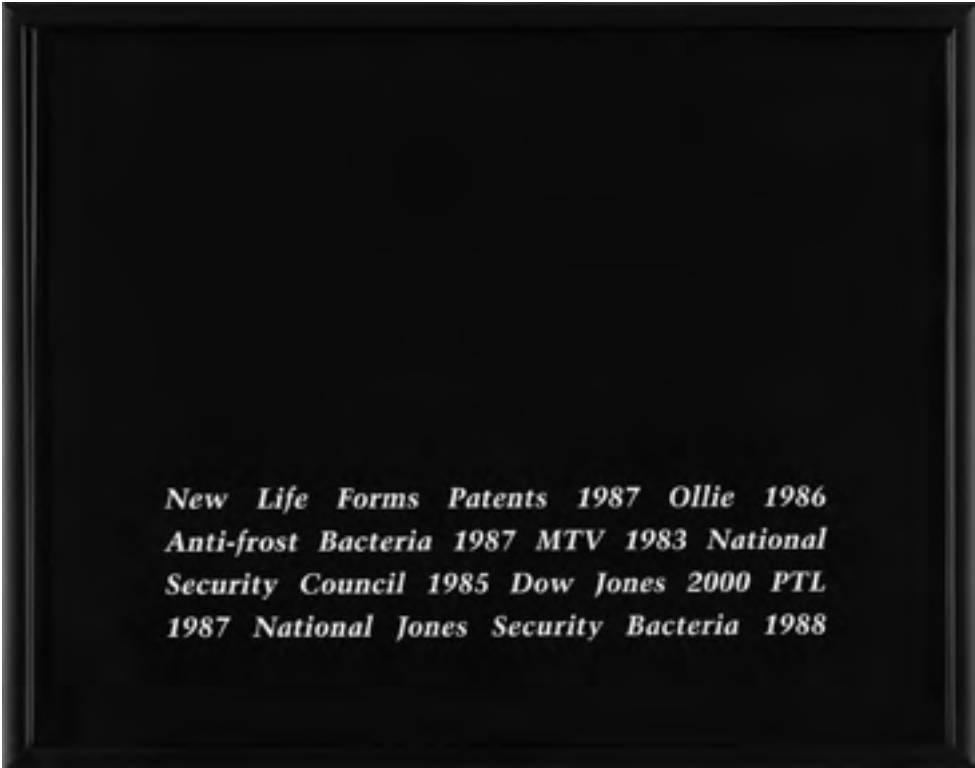 New Life Forms Patents 1987 Ollie 1986
Anti-frost Bacteria 1987 MTV 1983 National
Security Council 1985 Dow Jones 2000 PTL
1987 National Jones Security Bacteria 1988